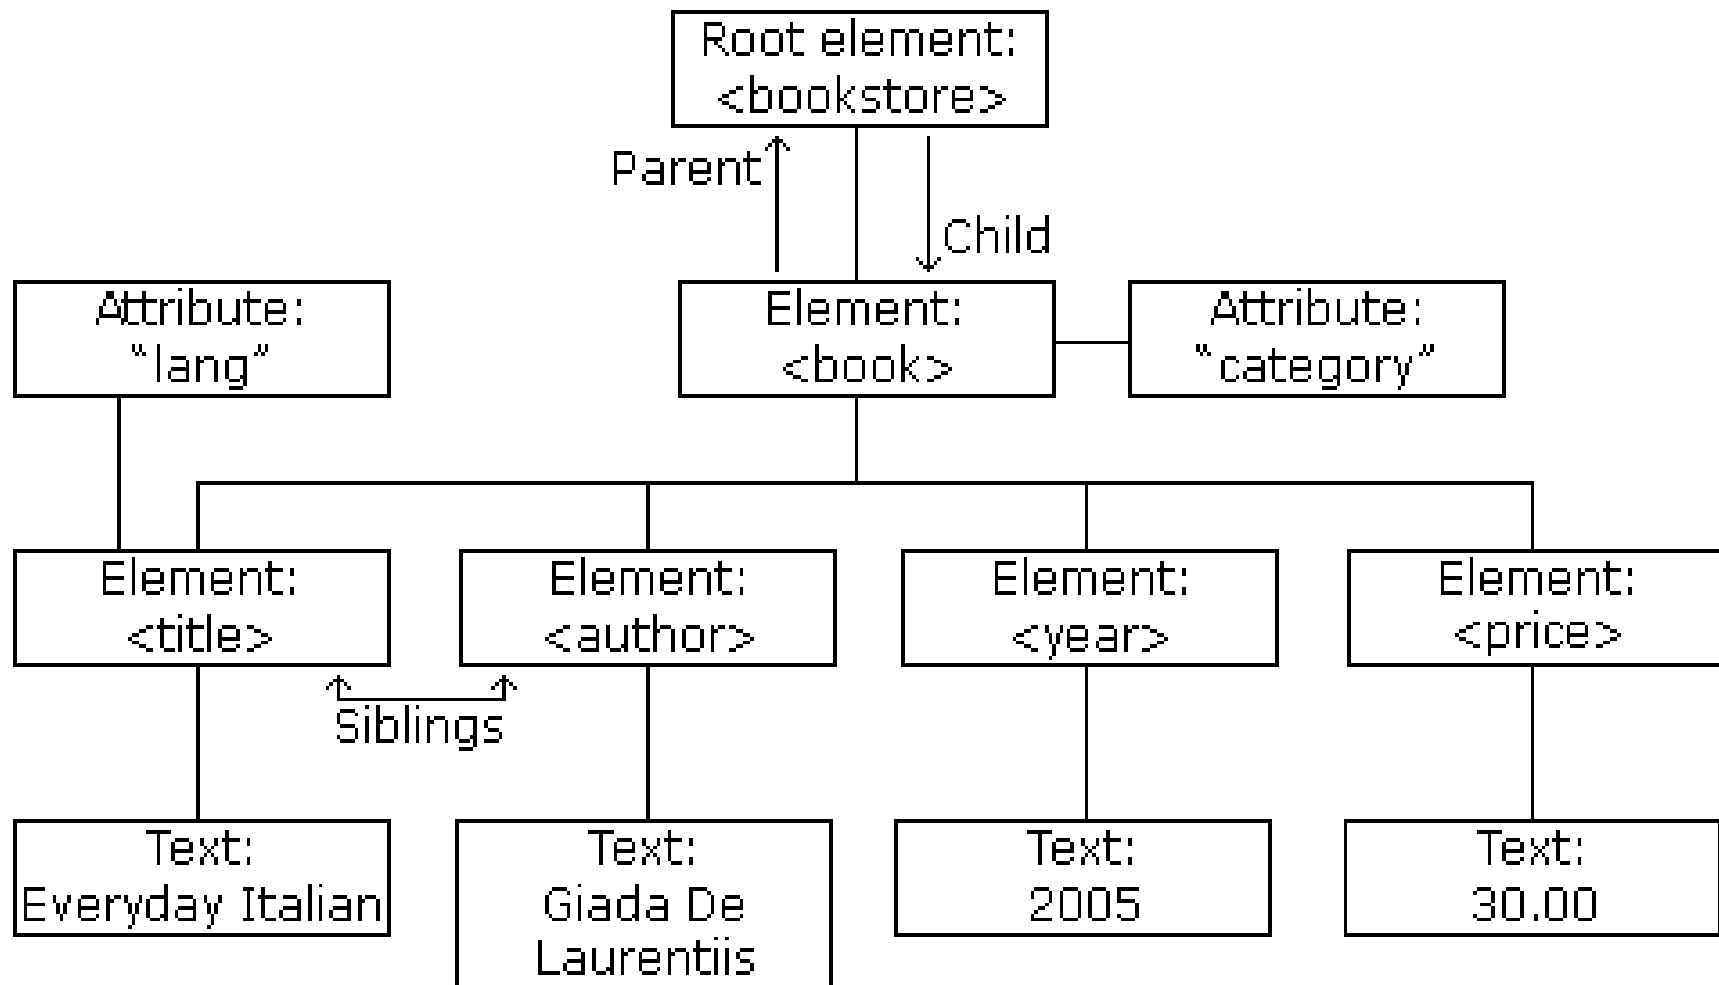 Root element:
<bookstore>
Parent
Child
Attribute:
"lang"
Element:
<book>
Attribute:
"category"
Element:
<title>
Element:
<author>
Element:
<year>
Element:
<price>
Siblings
Text:
Everyday Italian
Text:
Giada De
Laurentiis
Text:
2005
Text:
30.00